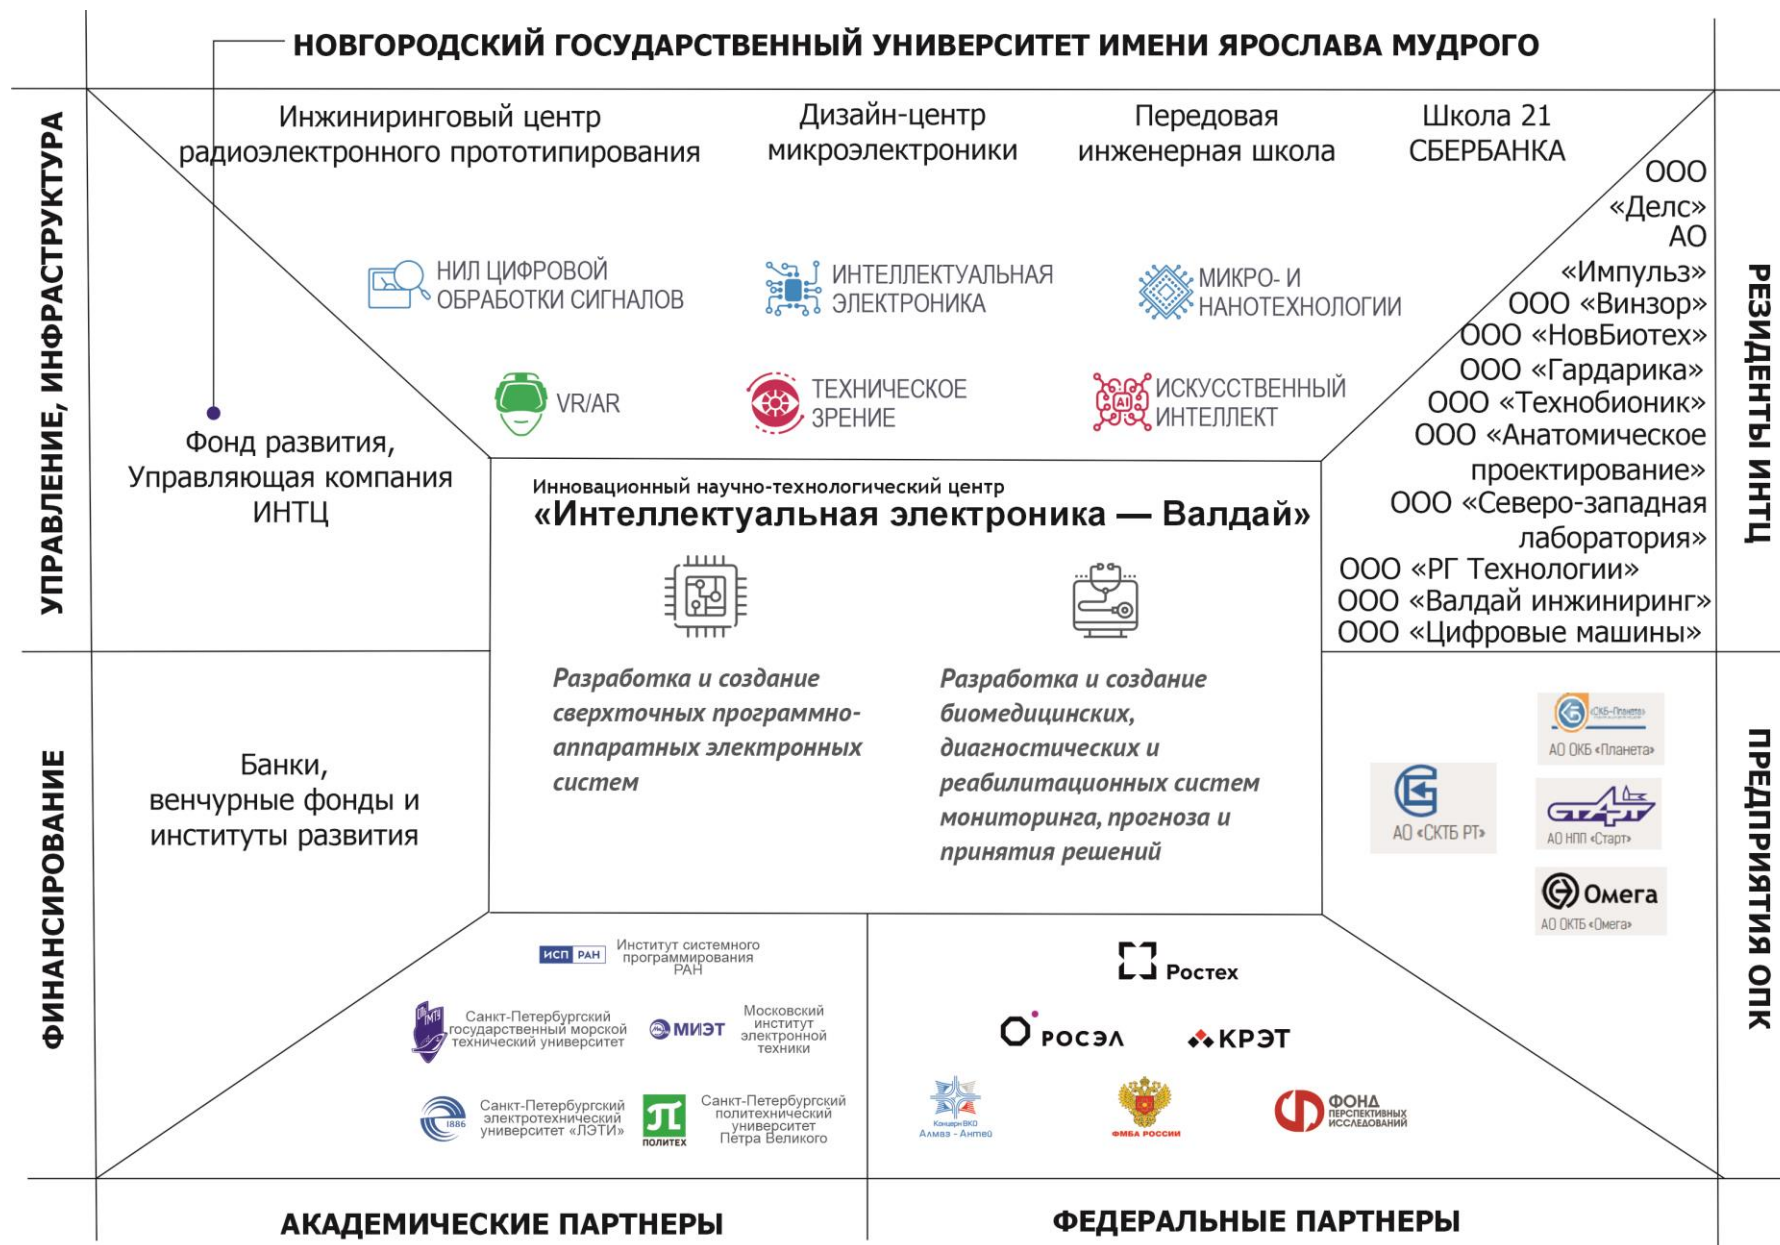 НОВГОРОДСКИЙ ГОСУДАРСТВЕННЫЙ УНИВЕРСИТЕТ ИМЕНИ ЯРОСЛАВА МУДРОГО
УПРАВЛЕНИЕ, ИНФРАСТРУКТУРА
Инжиниринговый центр
радиоэлектронного прототипирования
Дизайн-центр
микроэлектроники
Передовая
инженерная школа
Школа 21
СБЕРБАНКА
НИЛ ЦИФРОВОЙ
ОБРАБОТКИ СИГНАЛОВ
ИНТЕЛЛЕКТУАЛЬНАЯ
ЭЛЕКТРОНИКА
МИКРО- И
НАНОТЕХНОЛОГИИ
VR/AR
ТЕХНИЧЕСКОЕ
ЗРЕНИЕ
AI
ИСКУССТВЕННЫЙ
ИНТЕЛЛЕКТ
Фонд развития,
Управляющая компания
ИНТЦ
РЕЗИДЕНТЫ ИНТЦ
ООО
«Делс»
АО
«Импульз»
ООО «Винзор»
ООО «НовБиотех»
ООО «Гардарика»
ООО «Технобионик»
ООО «Анатомическое
проектирование»
ООО «Северо-западная
лаборатория»
ООО «РГ Технологии»
ООО «Валдай инжиниринг»
ООО «Цифровые машины»
Инновационный научно-технологический центр
«Интеллектуальная электроника — Валдай»
Разработка и создание
сверхточных программно-
аппаратных электронных
систем
Разработка и создание
биомедицинских,
диагностических и
реабилитационных систем
мониторинга, прогноза и
принятия решений
ФИНАНСИРОВАНИЕ
Банки,
венчурные фонды и
институты развития
ПРЕДПРИЯТИЯ ОПК
«ОКБ-Планета»
АО ОКБ «Планета»
АО «СКТБ РТ»
СТАРТ
АО НПП «Старт»
Омега
АО ОКТБ «Омега»
ИСП РАН
Институт системного
программирования
РАН
Санкт-Петербургский
государственный морской
технический университет
МИЭТ
Московский
институт
электронной
техники
1886
Санкт-Петербургский
электротехнический
университет «ЛЭТИ»
ПОЛИТЕХ
Санкт-Петербургский
политехнический
университет
Петра Великого
Ростех
РОСЭЛ
КРЭТ
Концерн ВКО
Алмаз - Антей
ФМБА РОССИИ
ФОНД
ПЕРСПЕКТИВНЫХ
ИССЛЕДОВАНИЙ
АКАДЕМИЧЕСКИЕ ПАРТНЕРЫ
ФЕДЕРАЛЬНЫЕ ПАРТНЕРЫ